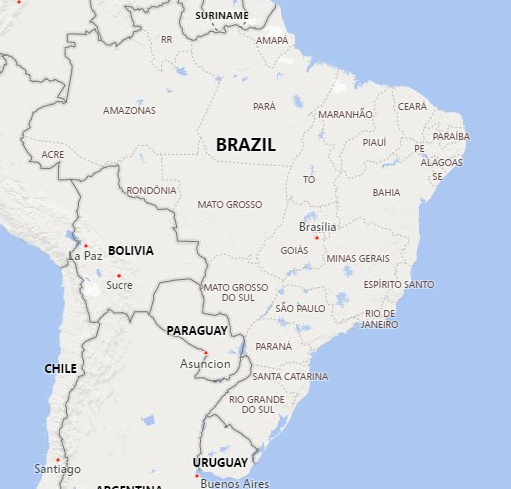 SURINAME
RR
AMAPÁ
AMAZONAS
PARÁ
MARANHÃO
CEARÁ
BRAZIL
PARAÍBA
PIAUÍ
PE
ACRE
ALAGOAS
SE
TO
RONDÔNIA
BAHIA
MATO GROSSO
Brasília
BOLIVIA
GOIÁS
La Paz
MINAS GERAIS
Sucre
MATO GROSSO
DO SUL
ESPÍRITO SANTO
SÃO PAULO
RIO DE
JANEIRO
PARAGUAY
PARANÁ
Asuncion
CHILE
SANTA CATARINA
RIO GRANDE
DO SUL
URUGUAY
Santiago
Buenos Aires
ARGENTINA